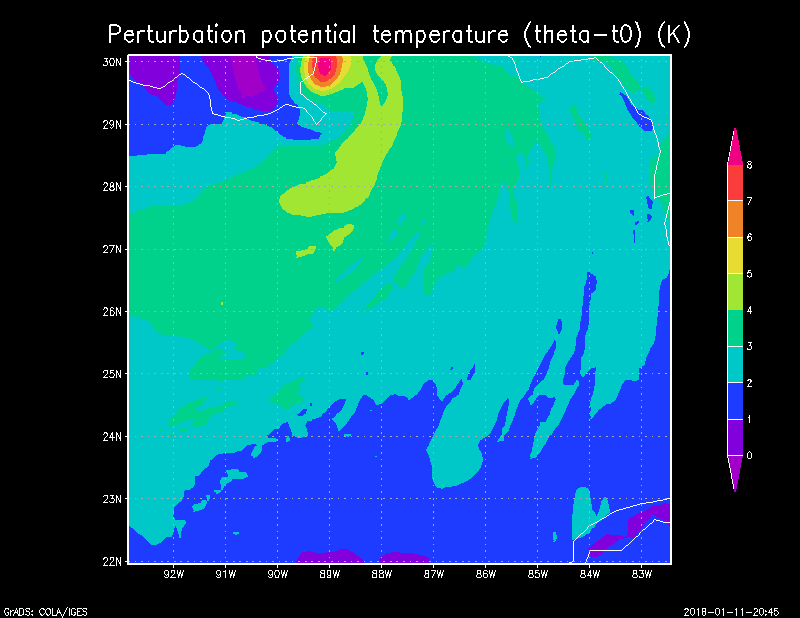 Perturbation potential temperature (theta-t0) (K)
30N
29N
28N
27N
26N
25N
24N
23N
22N
92W 91W 90W 89W 88W 87W 86W 85W 84W 83W
8
7
6
5
4
3
2
1
0
GrADS: COLA/IGES
2018-01-11-20:45